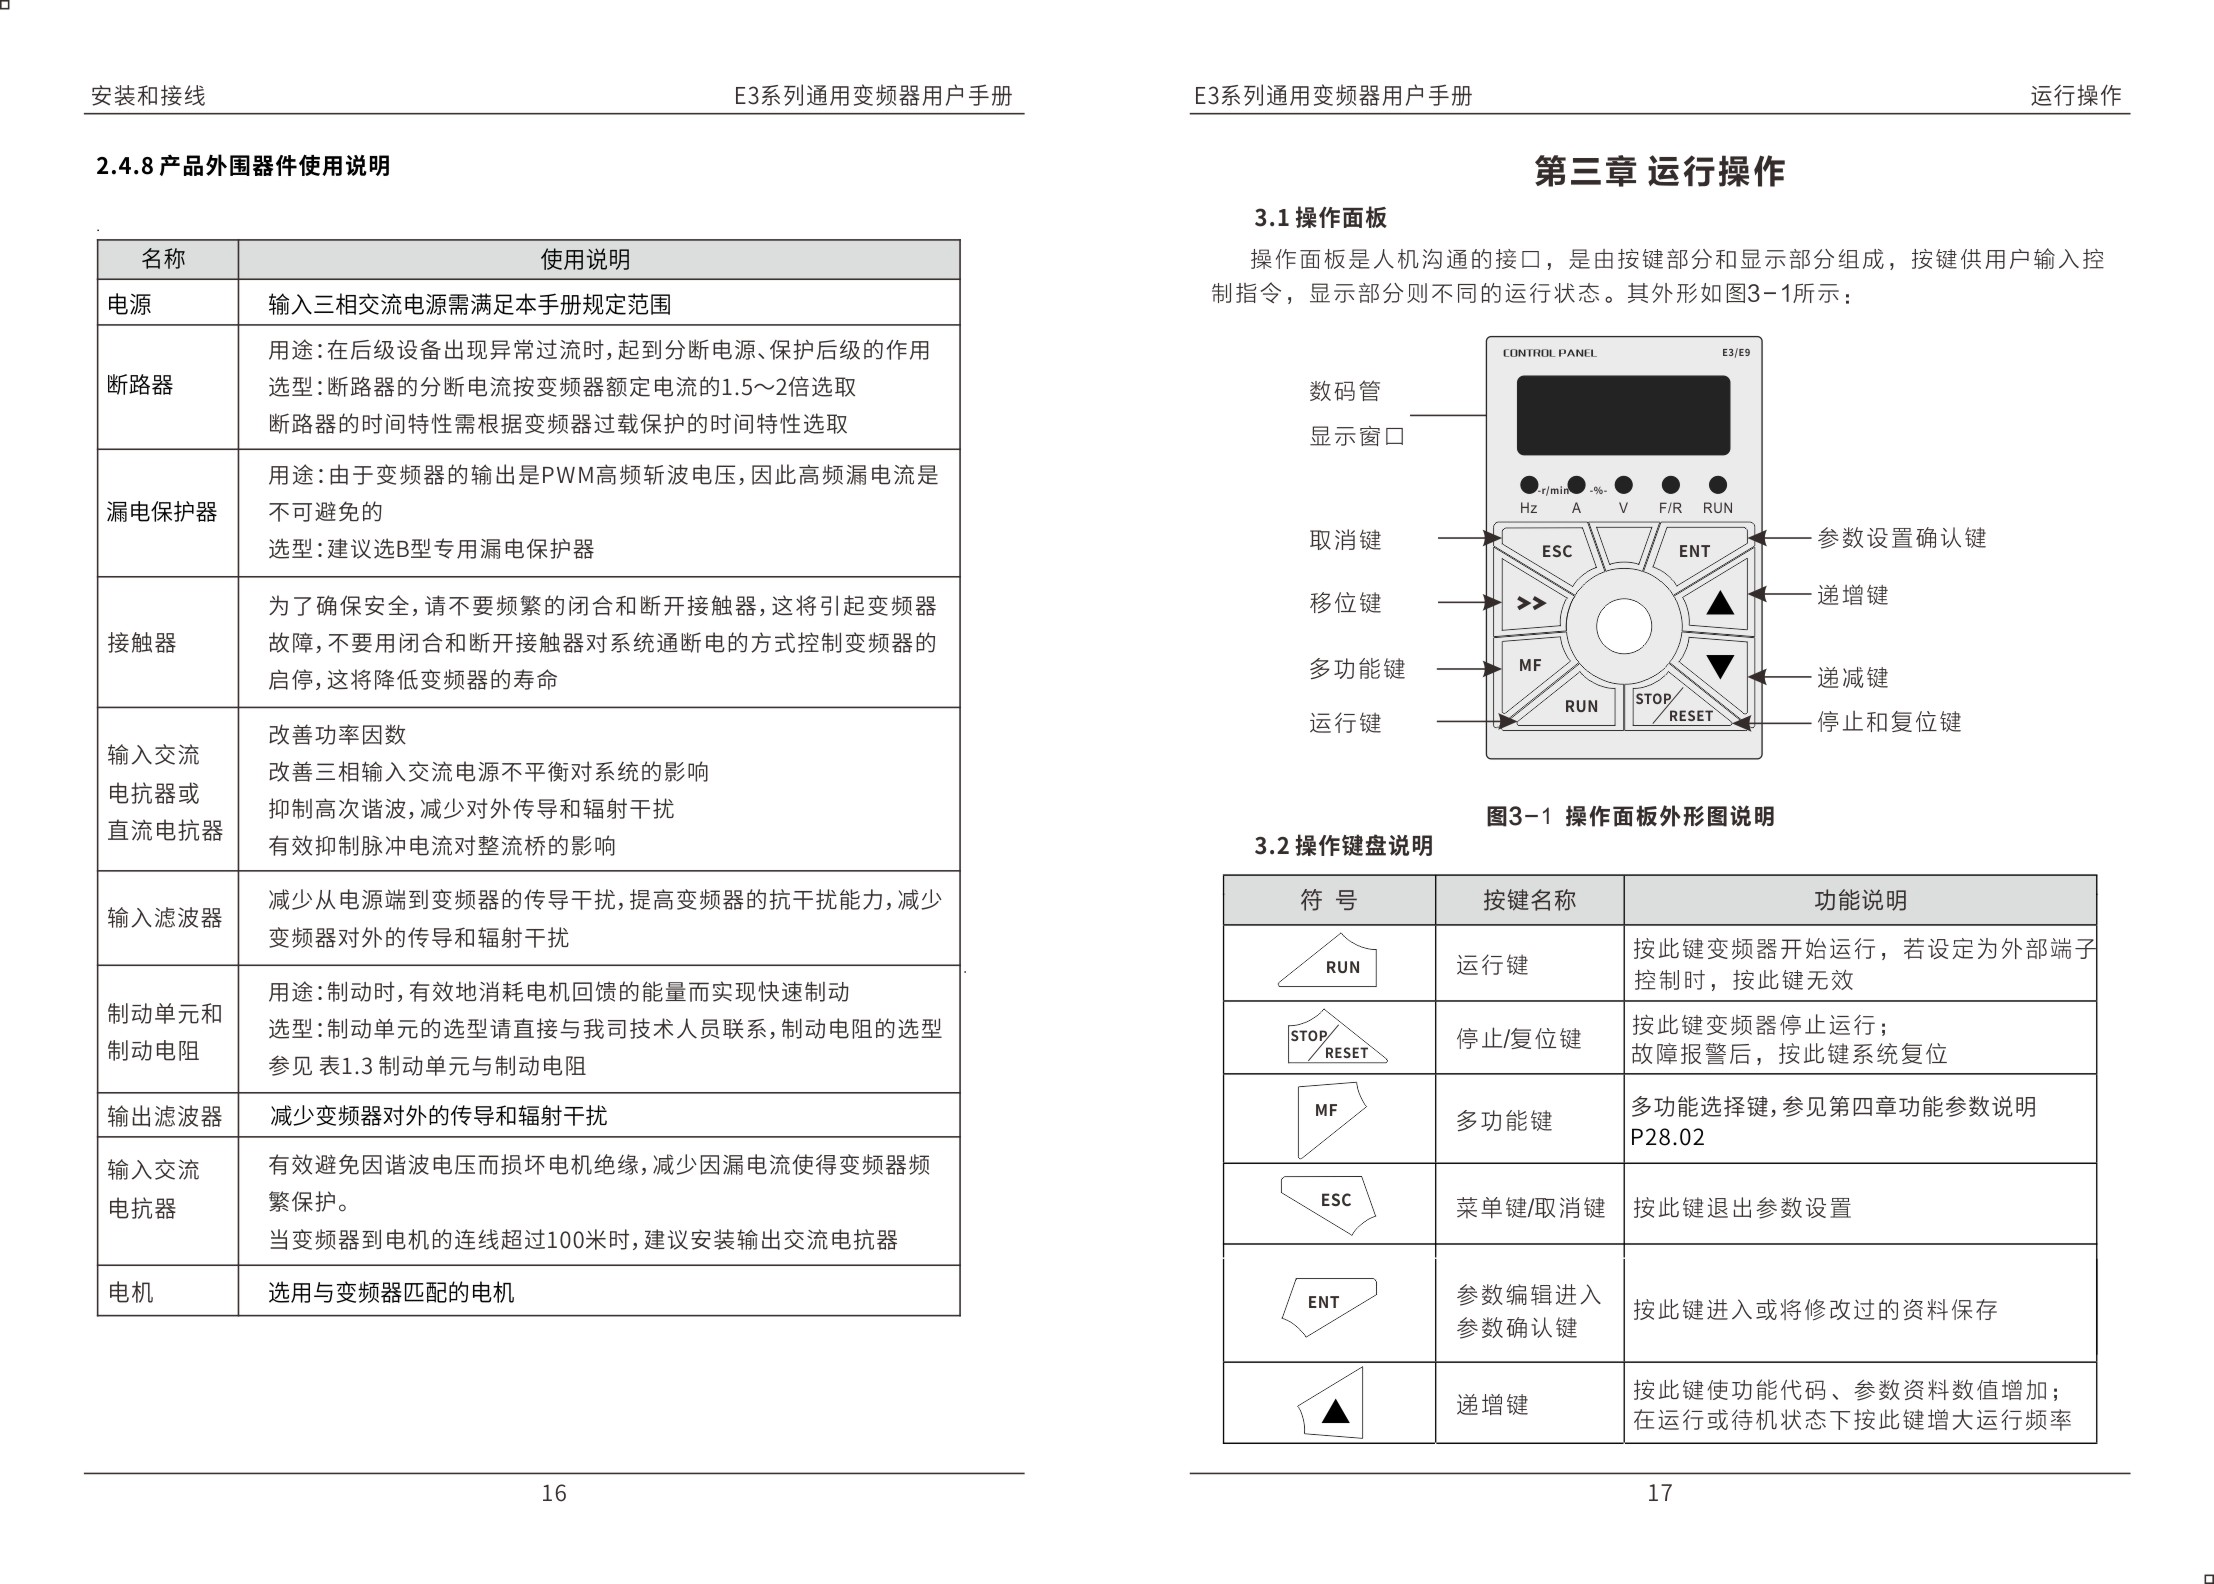 安装和接线
E3系列通用变频器用户手册
2.4.8 产品外围器件使用说明
名称
使用说明
电源
输入三相交流电源需满足本手册规定范围
断路器
用途:在后级设备出现异常过流时,起到分断电源、保护后级的作用
选型:断路器的分断电流按变频器额定电流的1.5～2倍选取
断路器的时间特性需根据变频器过载保护的时间特性选取
漏电保护器
用途:由于变频器的输出是PWM高频斩波电压,因此高频漏电流是
不可避免的
选型:建议选B型专用漏电保护器
接触器
为了确保安全,请不要频繁的闭合和断开接触器,这将引起变频器
故障,不要用闭合和断开接触器对系统通断电的方式控制变频器的
启停,这将降低变频器的寿命
输入交流
电抗器或
直流电抗器
改善功率因数
改善三相输入交流电源不平衡对系统的影响
抑制高次谐波,减少对外传导和辐射干扰
有效抑制脉冲电流对整流桥的影响
输入滤波器
减少从电源端到变频器的传导干扰,提高变频器的抗干扰能力,减少
变频器对外的传导和辐射干扰
制动单元和
制动电阻
用途:制动时,有效地消耗电机回馈的能量而实现快速制动
选型:制动单元的选型请直接与我司技术人员联系,制动电阻的选型
参见 表1.3 制动单元与制动电阻
输出滤波器
减少变频器对外的传导和辐射干扰
输入交流
电抗器
有效避免因谐波电压而损坏电机绝缘,减少因漏电流使得变频器频
繁保护。
当变频器到电机的连线超过100米时,建议安装输出交流电抗器
电机
选用与变频器匹配的电机
16
E3系列通用变频器用户手册
运行操作
第三章 运行操作
3.1 操作面板
操作面板是人机沟通的接口，是由按键部分和显示部分组成，按键供用户输入控
制指令，显示部分则不同的运行状态。其外形如图3-1所示：
CONTROL PANEL
E3/E9
数码管
显示窗口
-r/min
-%-
Hz
A
V
F/R
RUN
取消键
移位键
多功能键
运行键
ESC
ENT
>>
MF
RUN
STOP/RESET
参数设置确认键
递增键
递减键
停止和复位键
图3-1 操作面板外形图说明
3.2 操作键盘说明
符 号
按键名称
功能说明
RUN
运行键
按此键变频器开始运行，若设定为外部端子
控制时，按此键无效
STOP/RESET
停止/复位键
按此键变频器停止运行；
故障报警后，按此键系统复位
MF
多功能键
多功能选择键,参见第四章功能参数说明
P28.02
ESC
菜单键/取消键
按此键退出参数设置
ENT
参数编辑进入
参数确认键
按此键进入或将修改过的资料保存
递增键
按此键使功能代码、参数资料数值增加；
在运行或待机状态下按此键增大运行频率
17